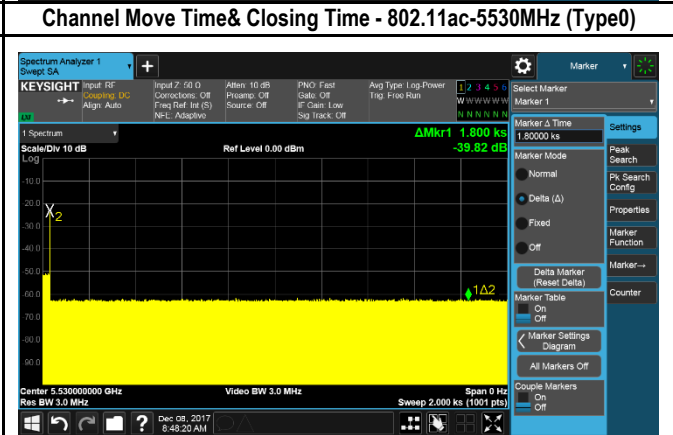 Channel Move Time& Closing Time - 802.11ac-5530MHz (Type0)
Spectrum Analyzer 1
Swept SA
+
Marker
KEYSIGHT
Input: RF
Coupling: DC
Align: Auto
Input Z: 50 Ω
Corrections: Off
Freq Ref: Int (S)
NFE: Adaptive
Atten: 10 dB
Preamp: Off
Source: Off
PNO: Fast
Gate: Off
IF Gain: Low
Sig Track: Off
Avg Type: Log-Power
Trig: Free Run
1 2 3 4 5 6
W W W W W W
N N N N N N
LXI
Select Marker
Marker 1
1 Spectrum
ΔMkr1 1.800 ks
Scale/Div 10 dB
Ref Level 0.00 dBm
-39.82 dB
Log
-10.0
-20.0
-30.0
-40.0
-50.0
-60.0
-70.0
-80.0
-90.0
2
1Δ2
Center 5.530000000 GHz
Video BW 3.0 MHz
Span 0 Hz
Res BW 3.0 MHz
Sweep 2.000 ks (1001 pts)
Marker Δ Time
1.80000 ks
Marker Mode
Normal
Delta (Δ)
Fixed
Off
Delta Marker
(Reset Delta)
Marker Table
On
Off
Marker Settings
Diagram
All Markers Off
Couple Markers
On
Off
Settings
Peak
Search
Pk Search
Config
Properties
Marker
Function
Marker→
Counter
?
Dec 08, 2017
8:48:20 AM